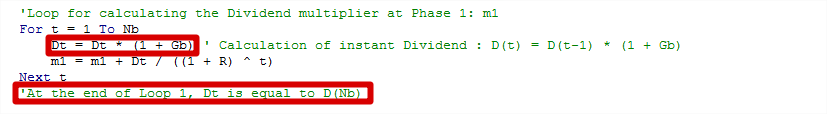 'Loop for calculating the Dividend multiplier at Phase 1: m1
For t = 1 To Nb
Dt = Dt * (1 + Gb) ' Calculation of instant Dividend : D(t) = D(t-1) * (1 + Gb)
m1 = m1 + Dt / ((1 + R) ^ t)
Next t
'At the end of Loop 1, Dt is equal to D(Nb)